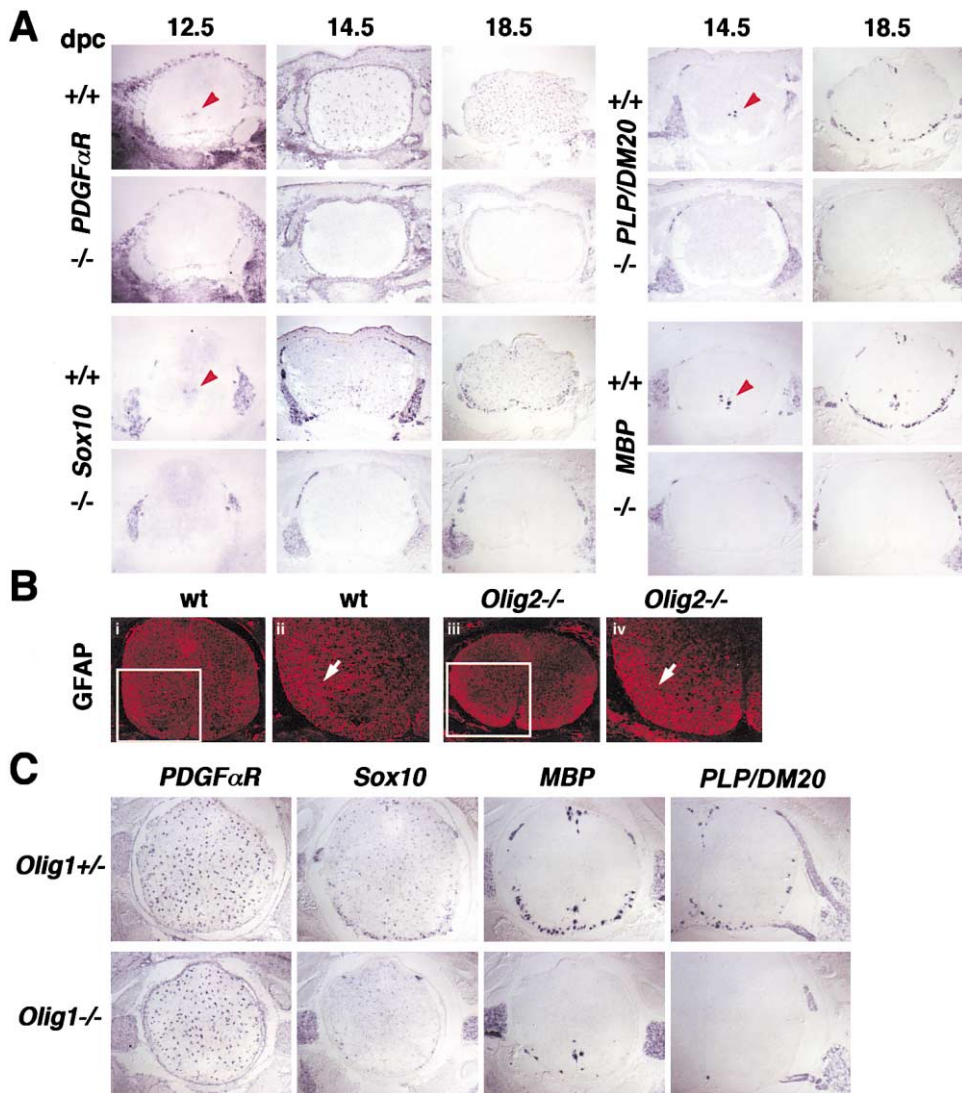 A
dpc
12.5 14.5 18.5 14.5 18.5
+/+
PDGFαR
-/-
+/+
PLP/DM20
-/-
+/+
Sox10
-/-
+/+
MBP
-/-
B
wt wt Olig2-/- Olig2-/-
GFAP
i ii iii iv
C
PDGFαR Sox10 MBP PLP/DM20
Olig1+/-
Olig1-/-